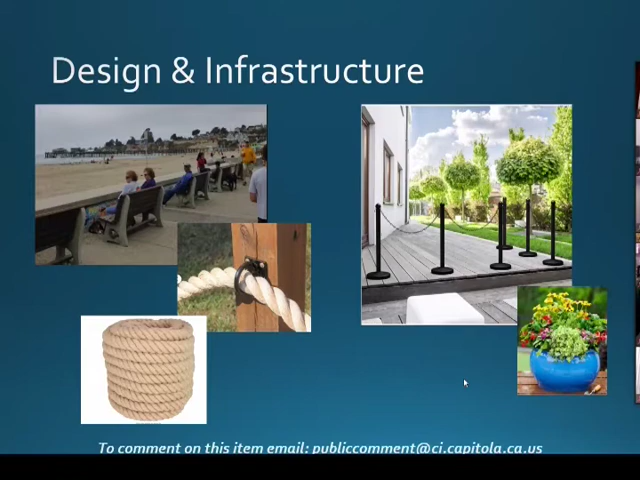 Design & Infrastructure
To comment on this item email: publiccomment@ci.capitola.ca.us